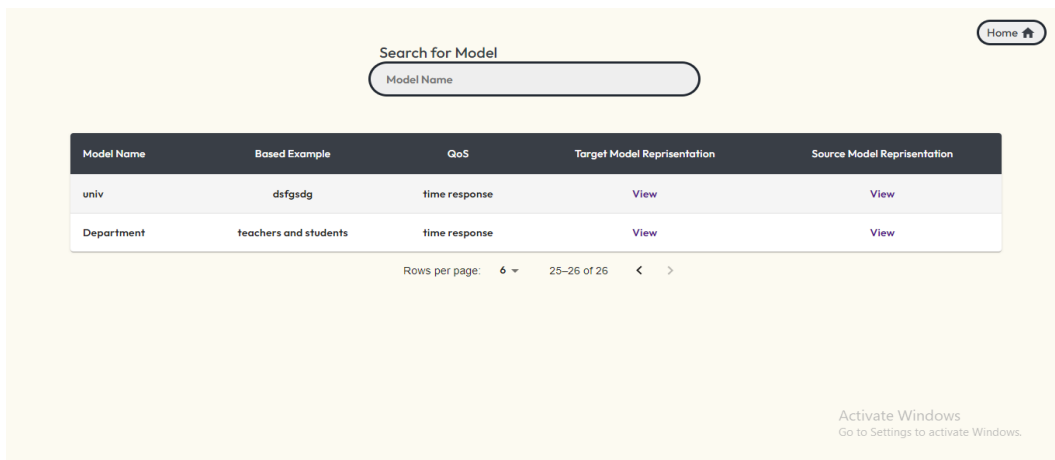 Home
Search for Model
Model Name
Model Name Based Example QoS Target Model Reprisentation Source Model Reprisentation
univ dsfgsdg time response View View
Department teachers and students time response View View
Rows per page: 6 25–26 of 26
Activate Windows
Go to Settings to activate Windows.